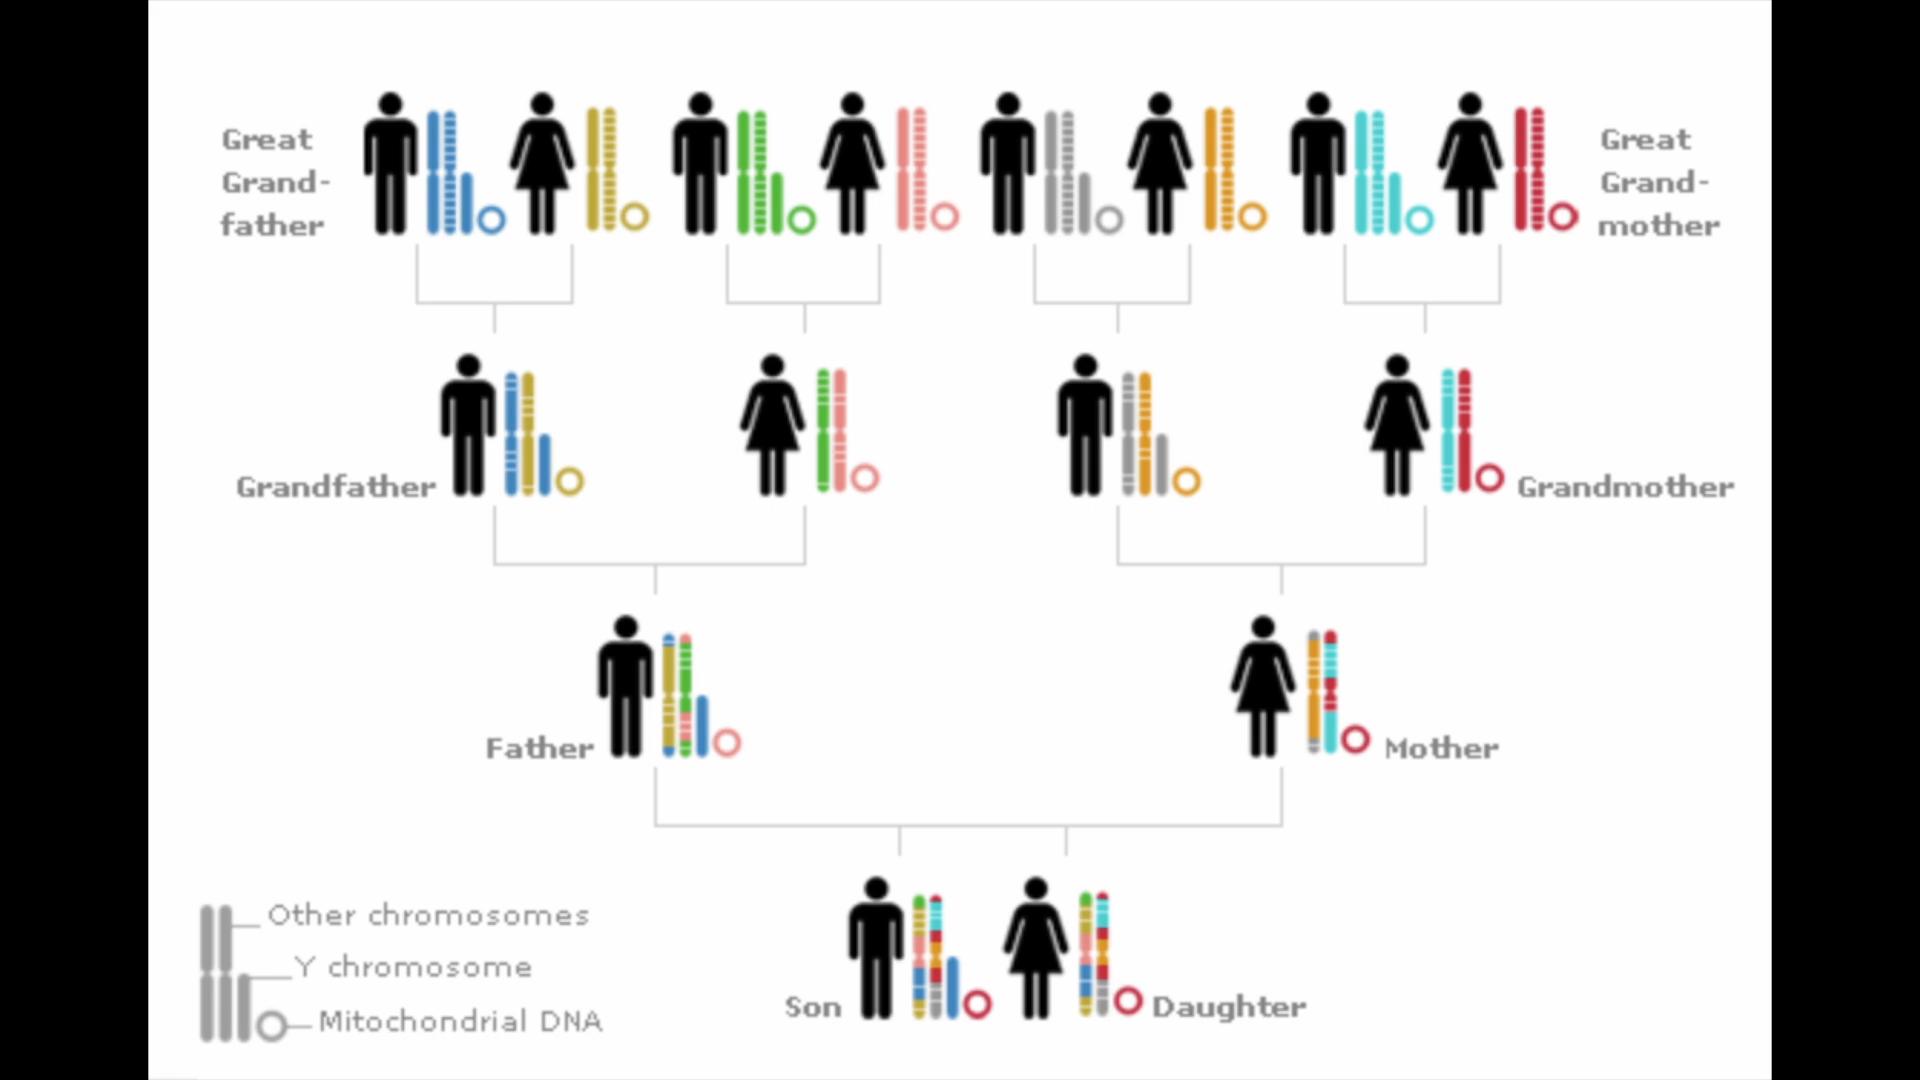 Great
Grand-
father
Great
Grand-
mother
Grandfather
Grandmother
Father
Mother
Other chromosomes
Y chromosome
Mitochondrial DNA
Son
Daughter